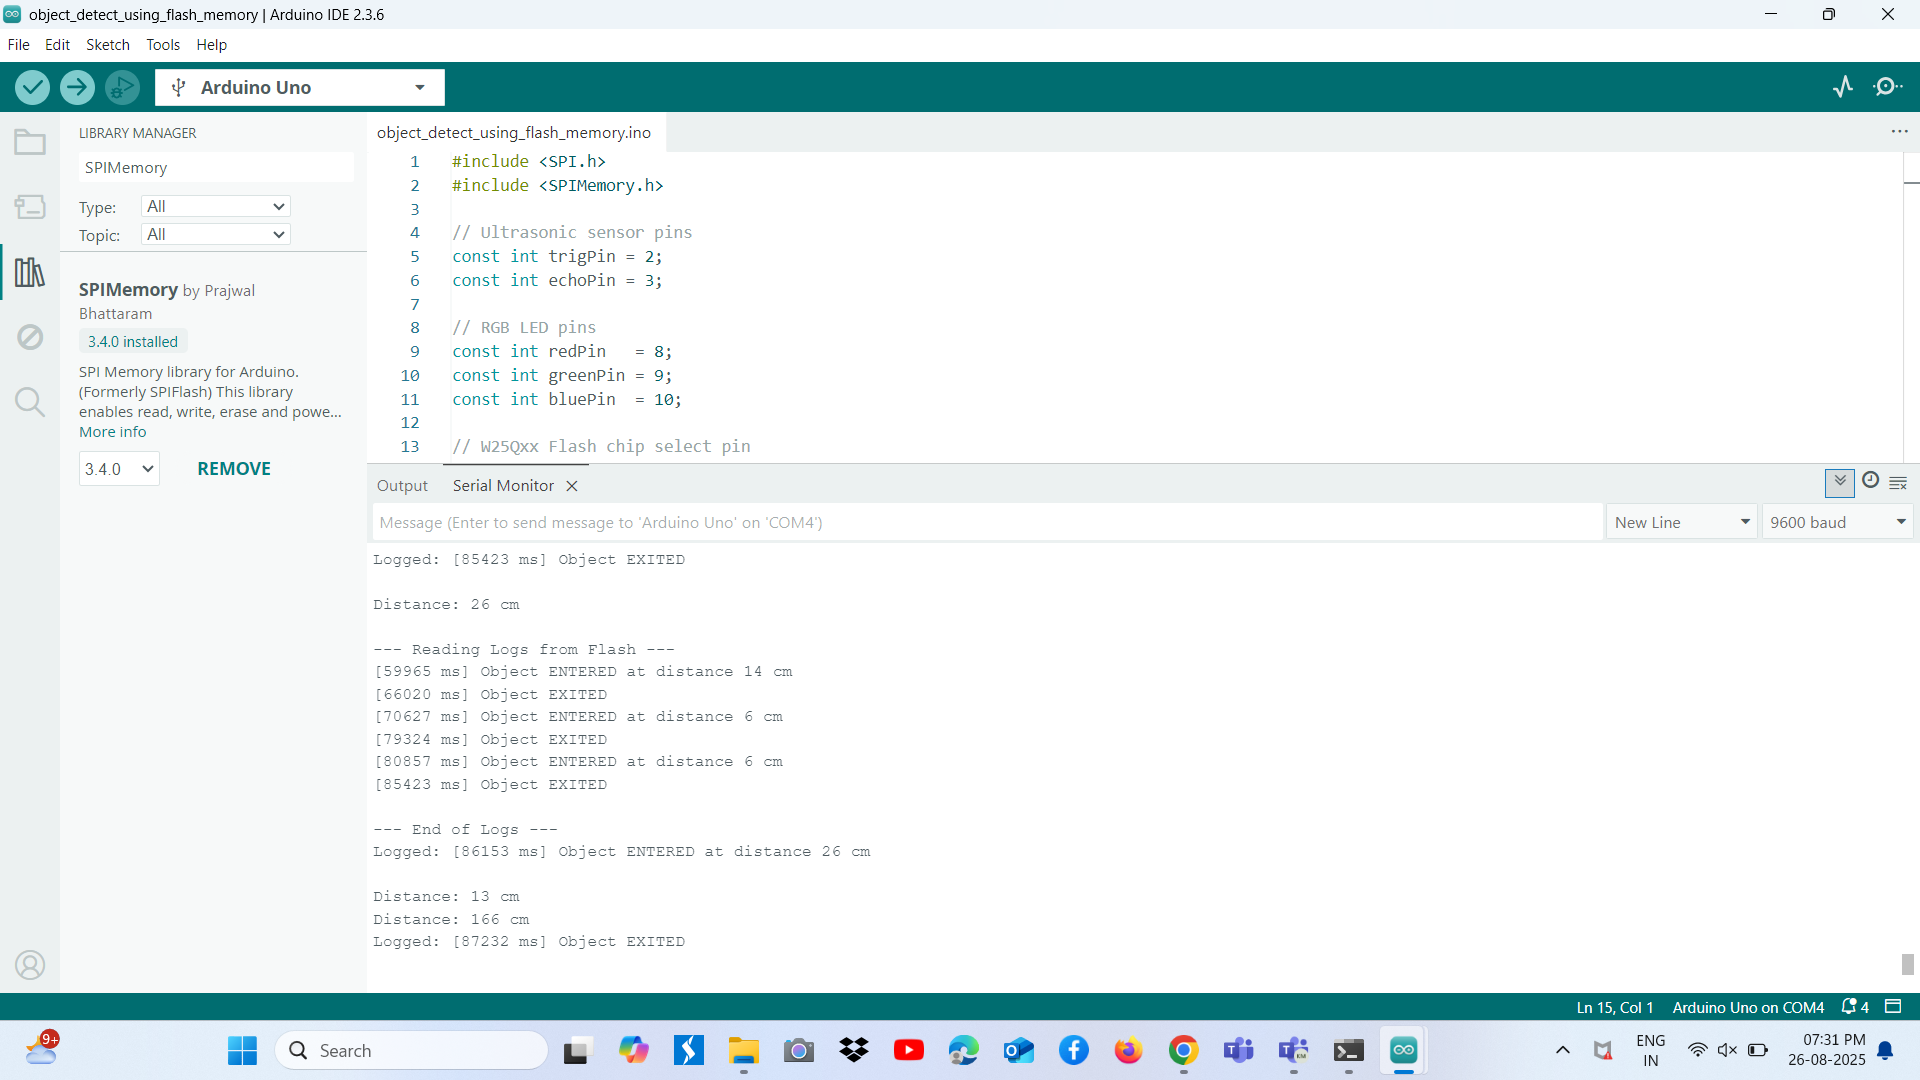 object_detect_using_flash_memory | Arduino IDE 2.3.6
File Edit Sketch Tools Help
Arduino Uno
LIBRARY MANAGER
SPIMemory
Type: All
Topic: All
SPIMemory by Prajwal
Bhattaram
3.4.0 installed
SPI Memory library for Arduino.
(Formerly SPIFlash) This library
enables read, write, erase and powe...
More info
3.4.0 REMOVE
object_detect_using_flash_memory.ino
1 #include <SPI.h>
2 #include <SPIMemory.h>
3
4 // Ultrasonic sensor pins
5 const int trigPin = 2;
6 const int echoPin = 3;
7
8 // RGB LED pins
9 const int redPin   = 8;
10 const int greenPin = 9;
11 const int bluePin  = 10;
12
13 // W25Qxx Flash chip select pin
Output Serial Monitor
Message (Enter to send message to 'Arduino Uno' on 'COM4')
New Line
9600 baud
Logged: [85423 ms] Object EXITED
Distance: 26 cm
--- Reading Logs from Flash ---
[59965 ms] Object ENTERED at distance 14 cm
[66020 ms] Object EXITED
[70627 ms] Object ENTERED at distance 6 cm
[79324 ms] Object EXITED
[80857 ms] Object ENTERED at distance 6 cm
[85423 ms] Object EXITED
--- End of Logs ---
Logged: [86153 ms] Object ENTERED at distance 26 cm
Distance: 13 cm
Distance: 166 cm
Logged: [87232 ms] Object EXITED
Ln 15, Col 1 Arduino Uno on COM4 4
9+
Search
ENG
IN
07:31 PM
26-08-2025